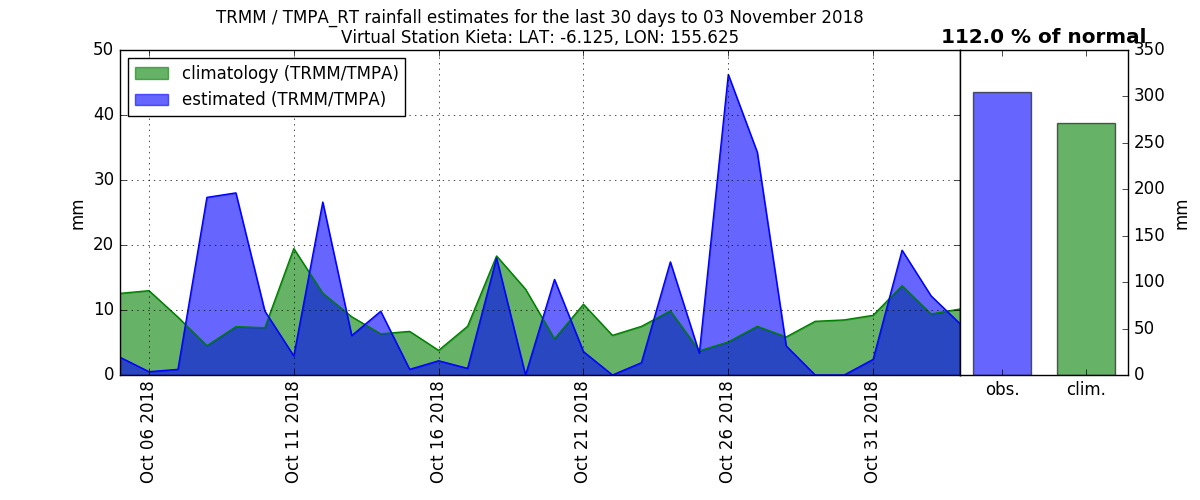 TRMM / TMPA_RT rainfall estimates for the last 30 days to 03 November 2018
Virtual Station Kieta: LAT: -6.125, LON: 155.625
112.0 % of normal
climatology (TRMM/TMPA)
estimated (TRMM/TMPA)
mm
50
40
30
20
10
0
Oct 06 2018
Oct 11 2018
Oct 16 2018
Oct 21 2018
Oct 26 2018
Oct 31 2018
350
300
250
200
150
100
50
0
mm
obs.
clim.